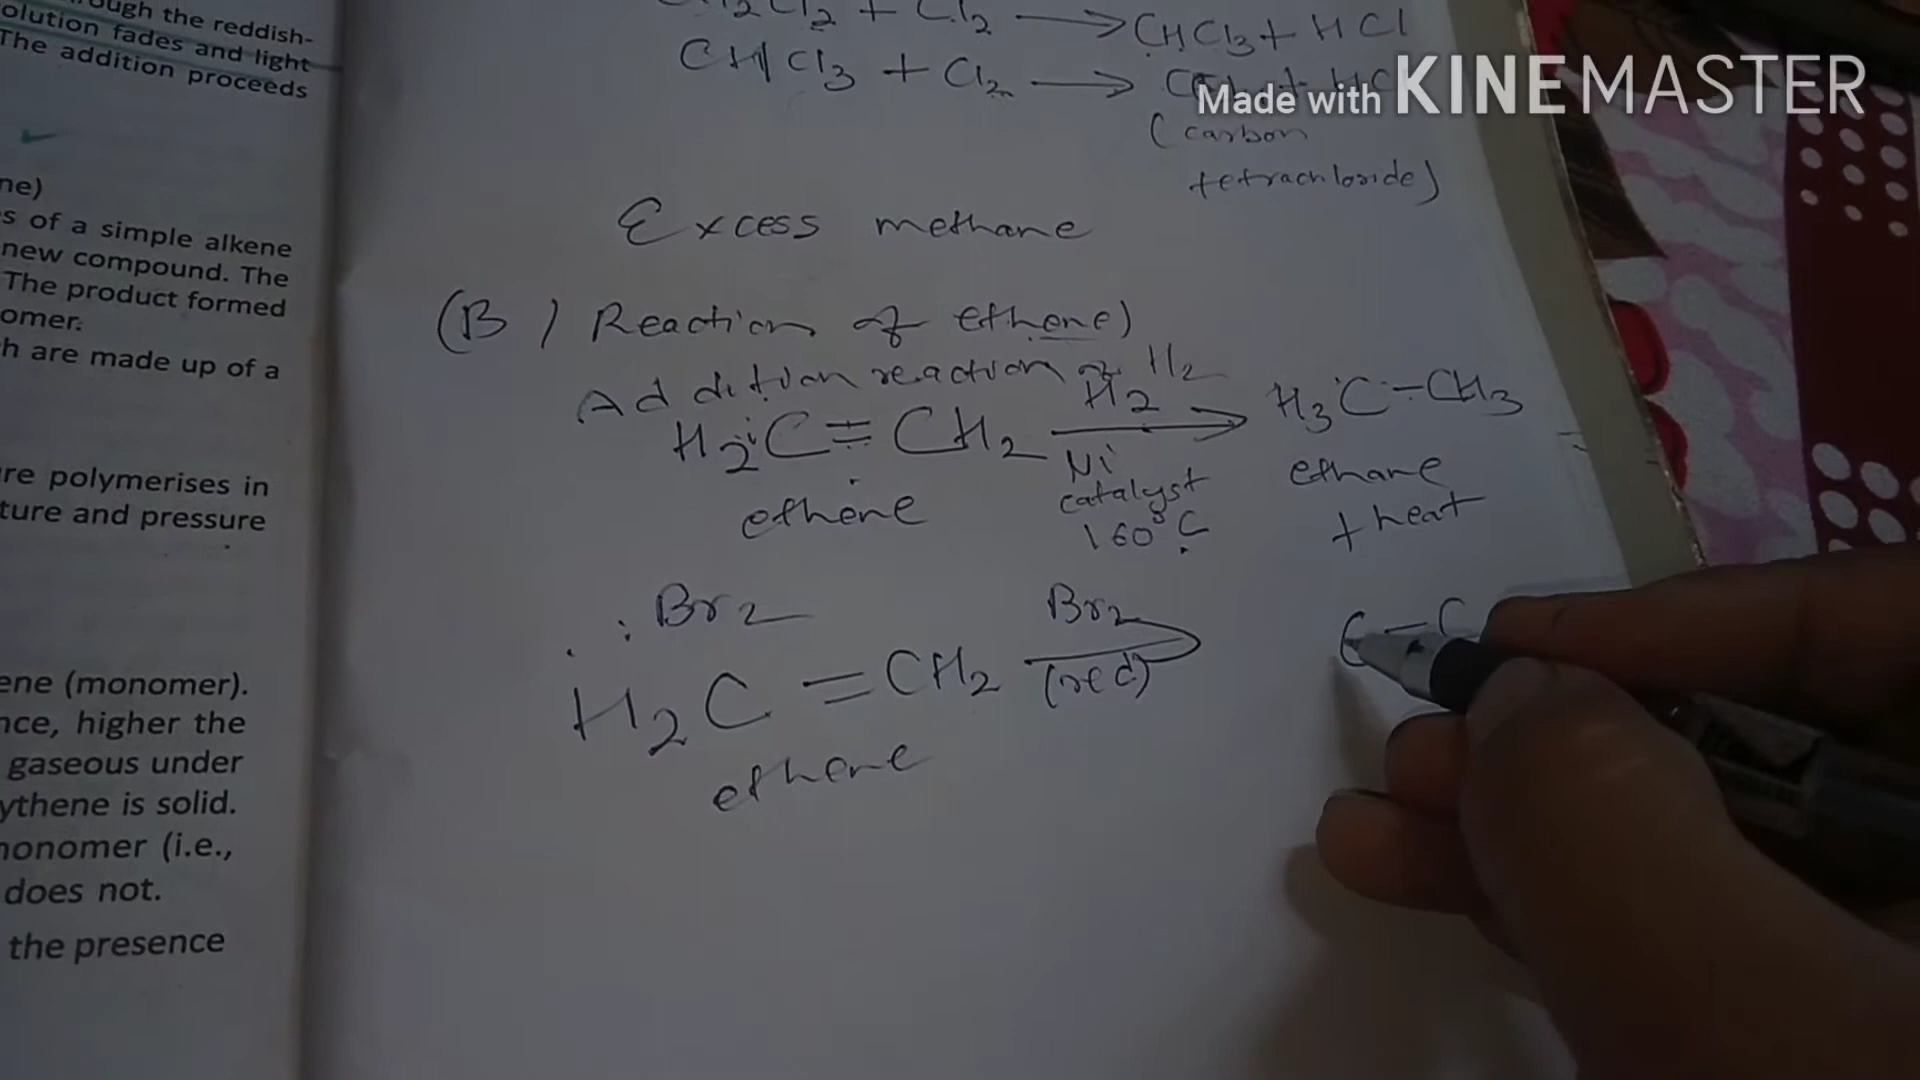 ough the reddish-
olution fades and light
The addition proceeds
ne)
s of a simple alkene
new compound. The
The product formed
omer.
h are made up of a
re polymerises in
ture and pressure
ene (monomer).
nce, higher the
gaseous under
ythene is solid.
nonomer (i.e.,
does not.
the presence
Cl2 + Cl2 → CHCl3 + HCl
CHCl3 + Cl2 →
Made with KINEMASTER
(carbon
tetrachloride)
Excess methane
(B) Reaction of ethene)
Addition reaction of H2
H2C = CH2 H2 → H3C - CH3
Ni
catalyst
160°C
ethene
ethane
+ heat
Br2
H2C = CH2 Br2 → C - C
(red)
ethene